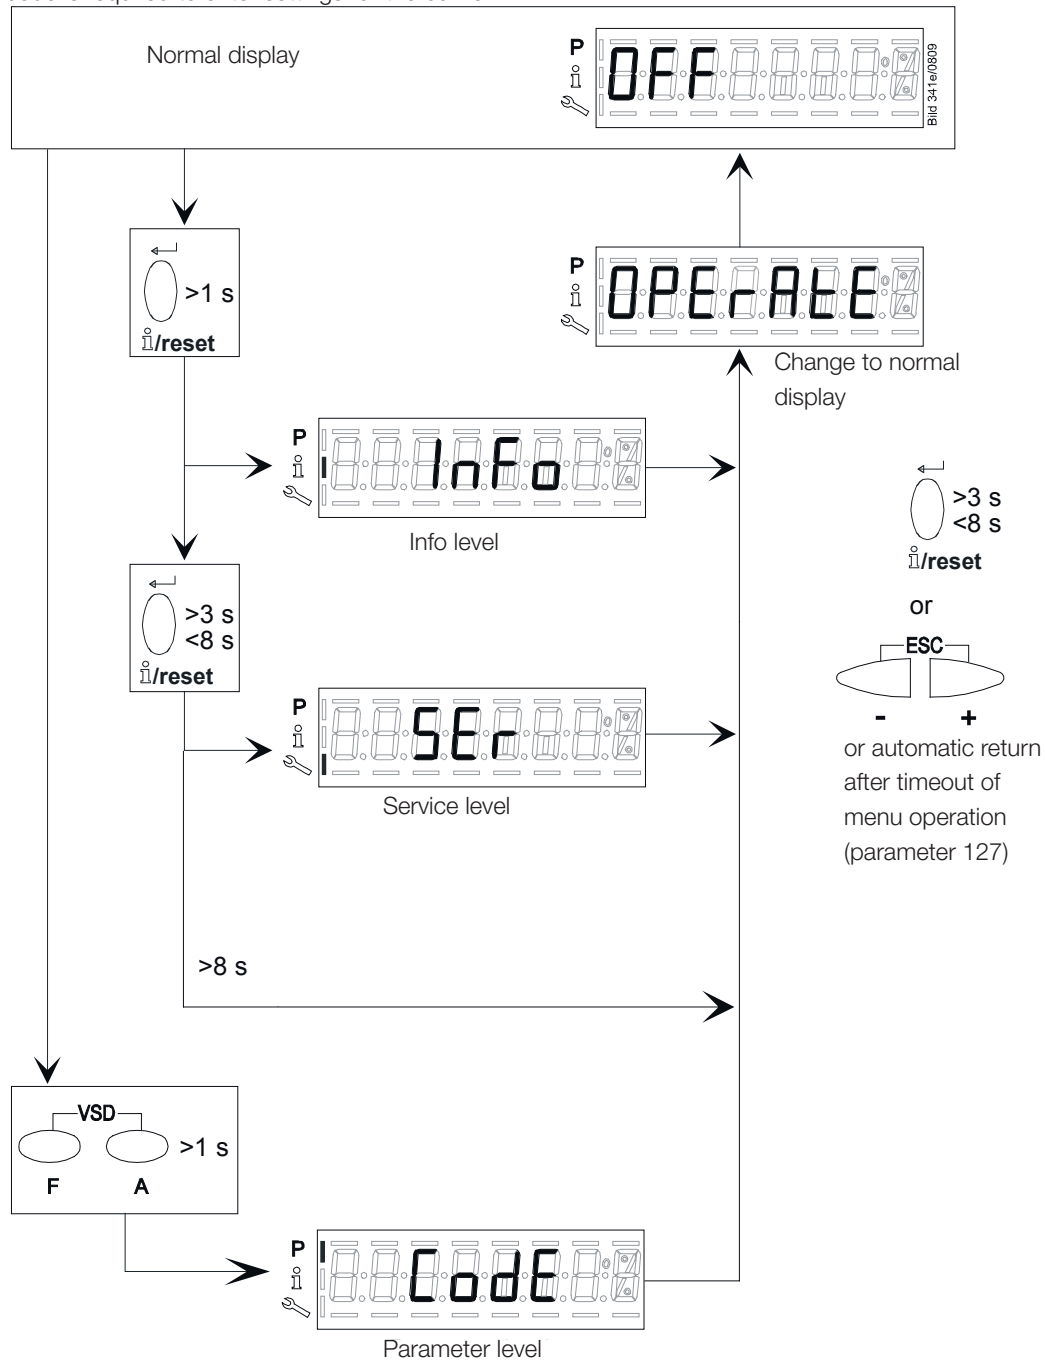 Normal display
P
OFF
i
Bild 341e/0809
>1 s
i/reset
P
OPErAtE
i
Change to normal
display
P
InFo
i
Info level
>3 s
<8 s
i/reset
>3 s
<8 s
i/reset
or
ESC
- +
or automatic return
after timeout of
menu operation
(parameter 127)
P
SEr
i
Service level
>8 s
VSD
>1 s
F A
P
CodE
i
Parameter level